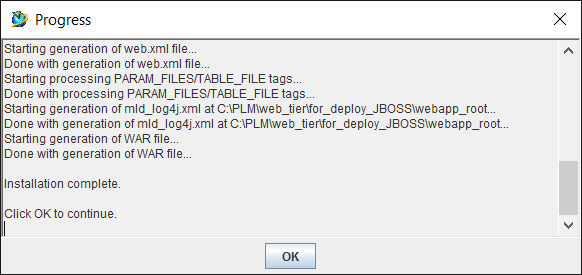 Progress
Starting generation of web.xml file...
Done with generation of web.xml file...
Starting processing PARAM_FILES/TABLE_FILE tags...
Done with processing PARAM_FILES/TABLE_FILE tags...
Starting generation of mld_log4j.xml at C:\PLM\web_tier\for_deploy_JBOSS\webapp_root...
Done with generation of mld_log4j.xml at C:\PLM\web_tier\for_deploy_JBOSS\webapp_root...
Starting generation of WAR file...
Done with generation of WAR file...
Installation complete.
Click OK to continue.
OK